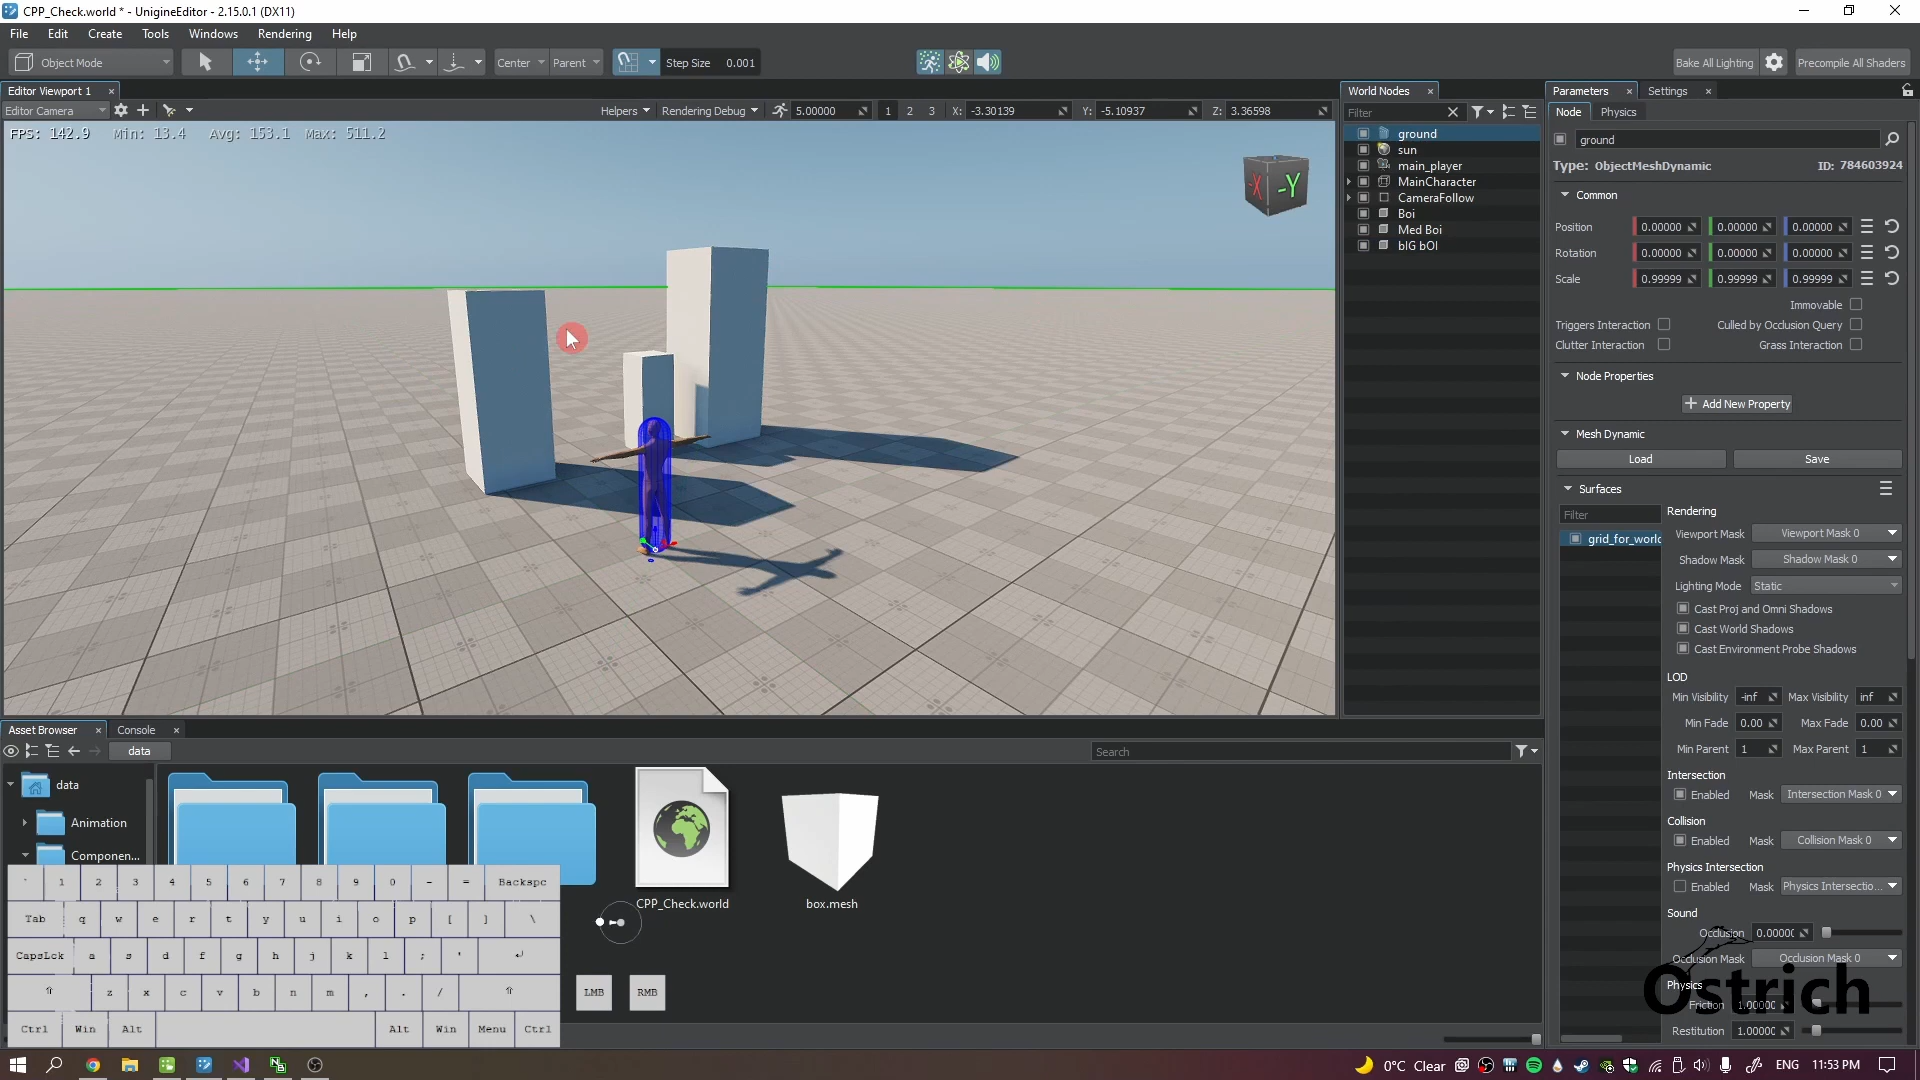 CPP_Check.world * - UnigineEditor - 2.15.0.1 (DX11)
File Edit Create Tools Windows Rendering Help
Object Mode Center Parent Step Size 0.001 Bake All Lighting Precompile All Shaders
Editor Viewport 1
Editor Camera Helpers Rendering Debug 5.00000 1 2 3 X: -3.30139 Y: -5.10937 Z: 3.36598
FPS: 142.9 Min: 13.4 Avg: 153.1 Max: 511.2
-X -Y
World Nodes
Filter
ground
sun
main_player
MainCharacter
CameraFollow
Boi
Med Boi
bIG bOI
Parameters Settings
Node Physics
ground
Type: ObjectMeshDynamic ID: 784603924
Common
Position 0.00000 0.00000 0.00000
Rotation 0.00000 0.00000 0.00000
Scale 0.99999 0.99999 0.99999
Immovable
Triggers Interaction Culled by Occlusion Query
Clutter Interaction Grass Interaction
Node Properties
Add New Property
Mesh Dynamic
Load Save
Surfaces
Filter
grid_for_world
Rendering
Viewport Mask Viewport Mask 0
Shadow Mask Shadow Mask 0
Lighting Mode Static
Cast Proj and Omni Shadows
Cast World Shadows
Cast Environment Probe Shadows
LOD
Min Visibility -inf Max Visibility inf
Min Fade 0.00 Max Fade 0.00
Min Parent 1 Max Parent 1
Intersection
Enabled Mask Intersection Mask 0
Collision
Enabled Mask Collision Mask 0
Physics Intersection
Enabled Mask Physics Intersectio...
Sound
Occlusion 0.0000
Occlusion Mask Occlusion Mask 0
Physics
Friction 1.0000
Restitution 1.0000
Ostrich
Asset Browser Console
data
Search
data
Animation
Componen...
CPP_Check.world
box.mesh
` 1 2 3 4 5 6 7 8 9 0 - = Backspc
Tab q w e r t y u i o p [ ] \
CapsLck a s d f g h j k l ; '
z x c v b n m , . /
Ctrl Win Alt Alt Win Menu Ctrl
LMB RMB
0°C Clear ENG 11:53 PM